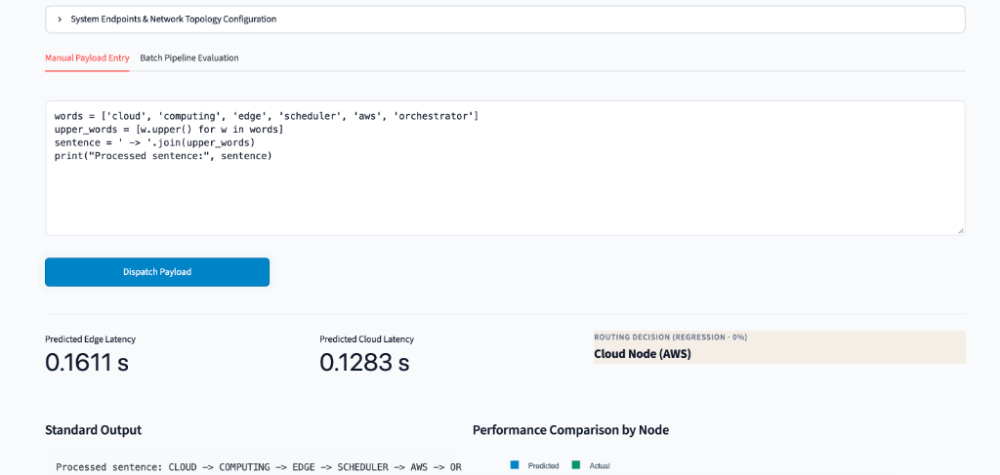 System Endpoints & Network Topology Configuration
Manual Payload Entry Batch Pipeline Evaluation
words = ['cloud', 'computing', 'edge', 'scheduler', 'aws', 'orchestrator']
upper_words = [w.upper() for w in words]
sentence = ' -> '.join(upper_words)
print("Processed sentence:", sentence)
Dispatch Payload
Predicted Edge Latency
0.1611 s
Predicted Cloud Latency
0.1283 s
ROUTING DECISION (REGRESSION · 0%)
Cloud Node (AWS)
Standard Output
Processed sentence: CLOUD -> COMPUTING -> EDGE -> SCHEDULER -> AWS -> OR
Performance Comparison by Node
Predicted Actual